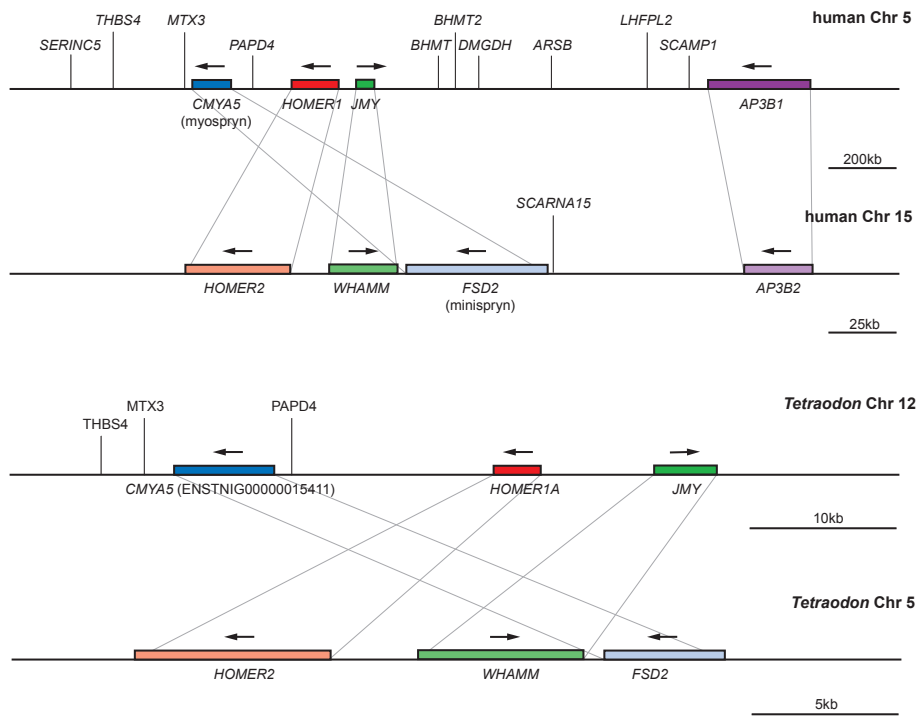 human Chr 5
THBS4 MTX3 BHMT2 LHFPL2
SERINC5 PAPD4 BHMT DMGDH ARSB SCAMP1
CMYA5 HOMER1 JMY AP3B1
(myospryn)
200kb
human Chr 15
SCARNA15
HOMER2 WHAMM FSD2 AP3B2
(minispryn)
25kb
Tetraodon Chr 12
MTX3 PAPD4
THBS4
CMYA5 (ENSTNIG00000015411) HOMER1A JMY
10kb
Tetraodon Chr 5
HOMER2 WHAMM FSD2
5kb